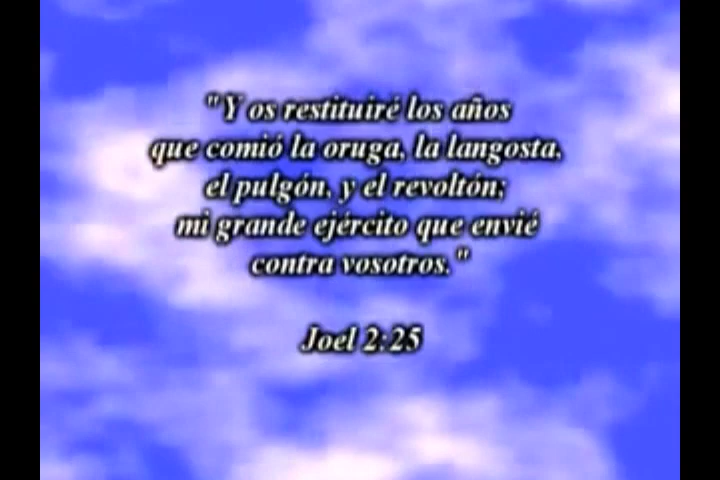 "Y os restituiré los años
que comió la oruga, la langosta,
el pulgón, y el revoltón;
mi grande ejército que envié
contra vosotros."
Joel 2:25